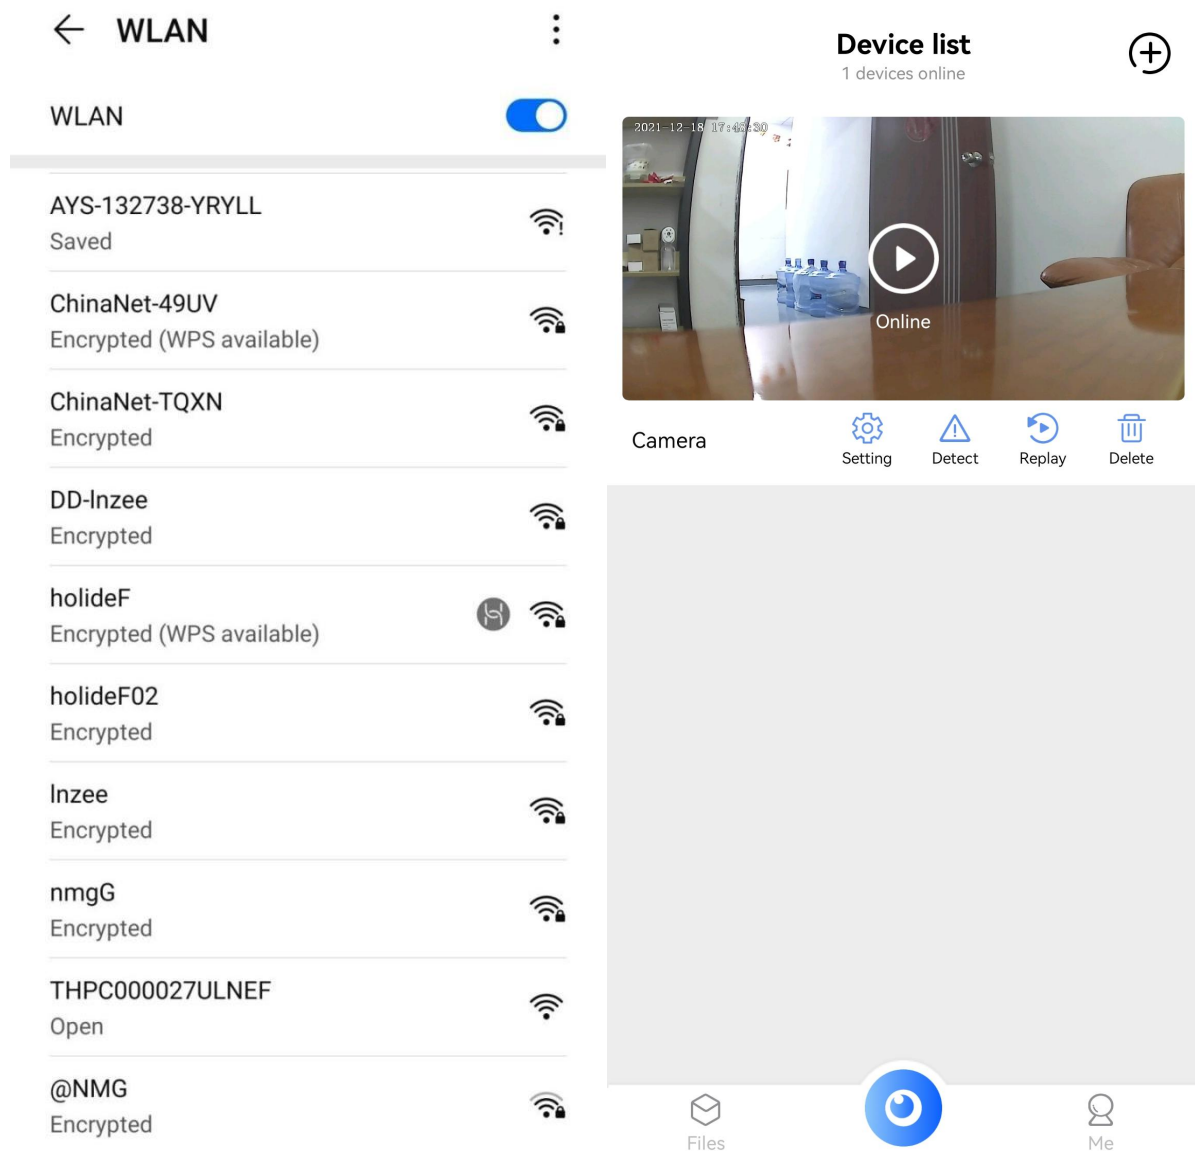 WLAN
WLAN
AYS-132738-YRYLL
Saved
ChinaNet-49UV
Encrypted (WPS available)
ChinaNet-TQXN
Encrypted
DD-lnzee
Encrypted
holideF
Encrypted (WPS available)
holideF02
Encrypted
lnzee
Encrypted
nmgG
Encrypted
THPC000027ULNEF
Open
@NMG
Encrypted
Device list
1 devices online
2021-12-18
Online
Camera
Setting
Detect
Replay
Delete
Files
Me